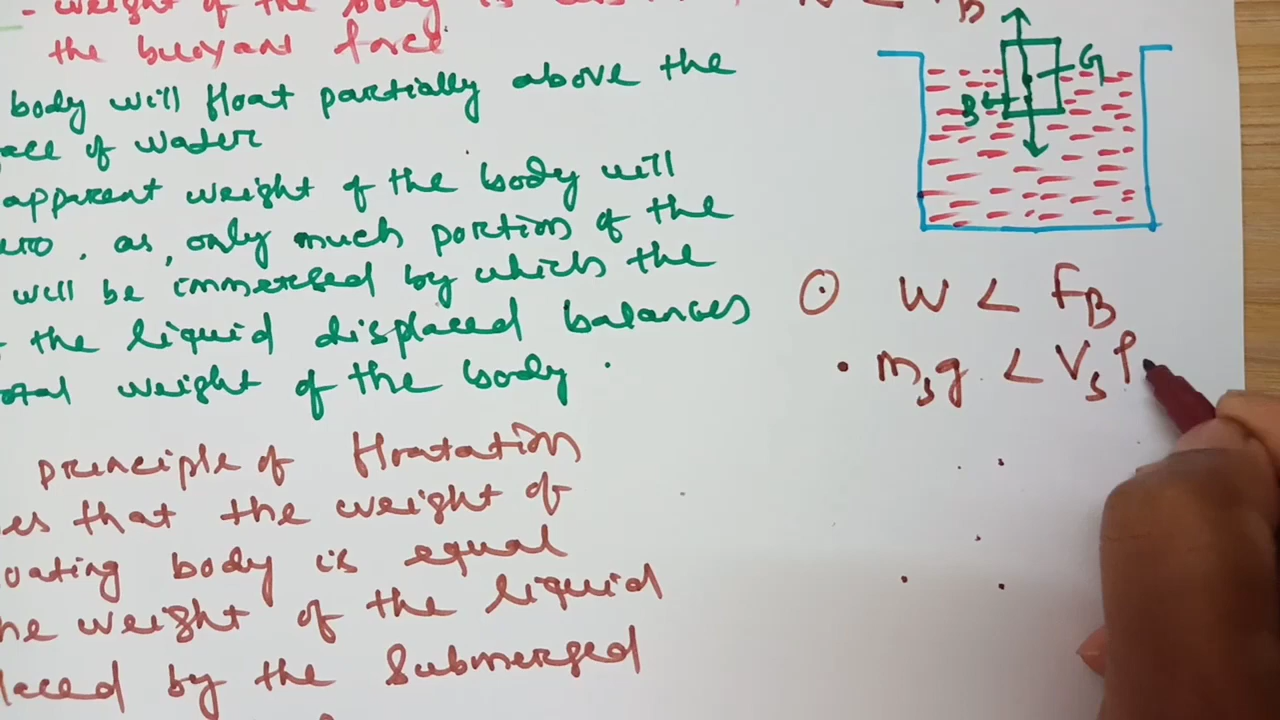 the buoyant force
body will float partially above the
of water
apparent weight of the body will
as, only much portion of the
will be immersed by which the
the liquid displaced balances
weight of the body.
principle of floatation
that the weight of
body is equal
weight of the liquid
by the submerged
B
G
B
W < FB
msg < Vsρ